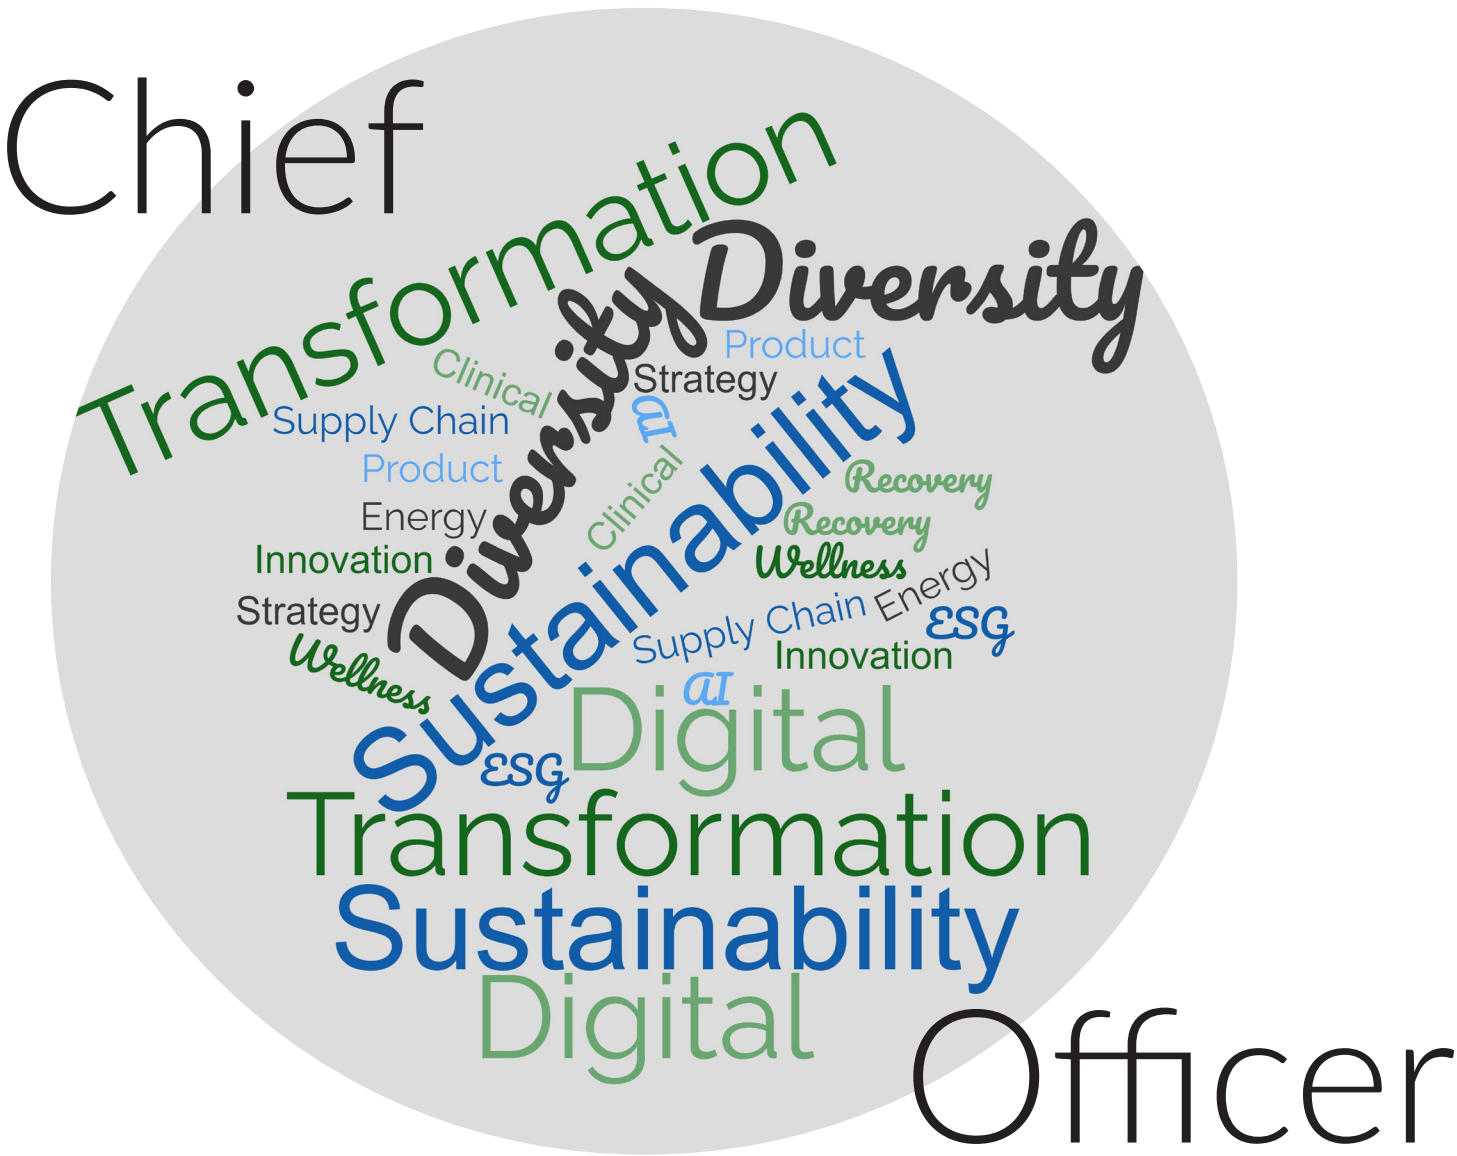 Chief
Transformation
Diversity
Diversity
Product
Clinical
Strategy
Supply Chain
AI
Sustainability
Product
Clinical
Recovery
Energy
Recovery
Innovation
Wellness
Energy
Strategy
Supply Chain
ESG
Wellness
Innovation
AI
Digital
ESG
Transformation
Sustainability
Digital
Officer